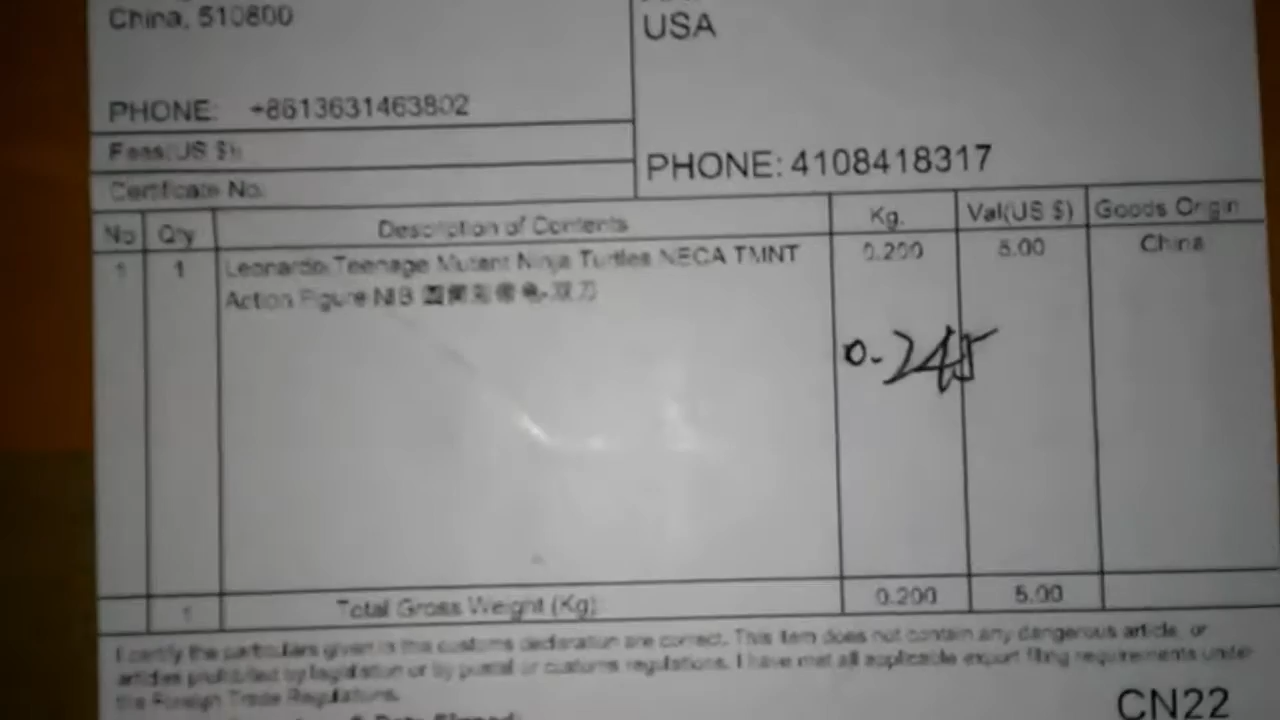 China, 510800
USA
PHONE: +8613631463802
Fees(US $):
PHONE: 4108418317
Certificate No.
No Qty Description of Contents Kg. Val(US $) Goods Origin
1 1 Leonardo Teenage Mutant Ninja Turtles NECA TMNT 0.200 5.00 China
Action Figure NIB 双刀
0.245
1 Total Gross Weight (Kg) 0.200 5.00
I certify the particulars given in this customs declaration are correct. This item does not contain any dangerous article, or
articles prohibited by legislation or by postal or customs regulations. I have met all applicable export filing requirements under
the Foreign Trade Regulations.
CN22